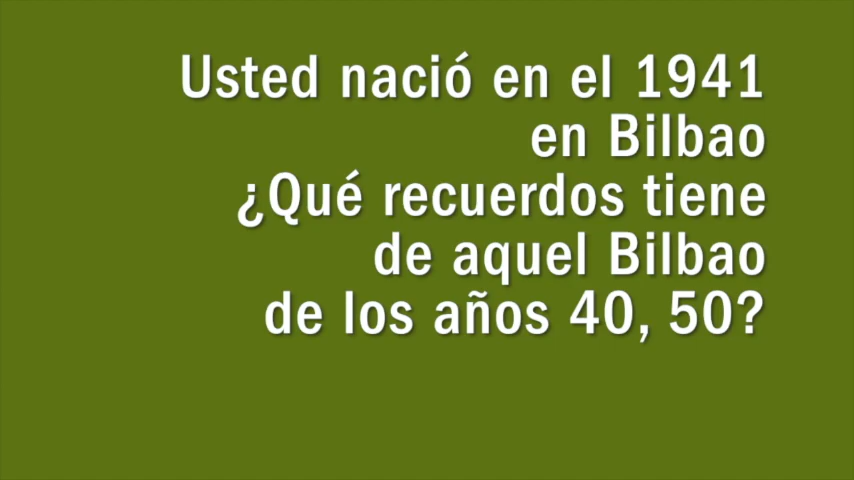 Usted nació en el 1941
en Bilbao
¿Qué recuerdos tiene
de aquel Bilbao
de los años 40, 50?